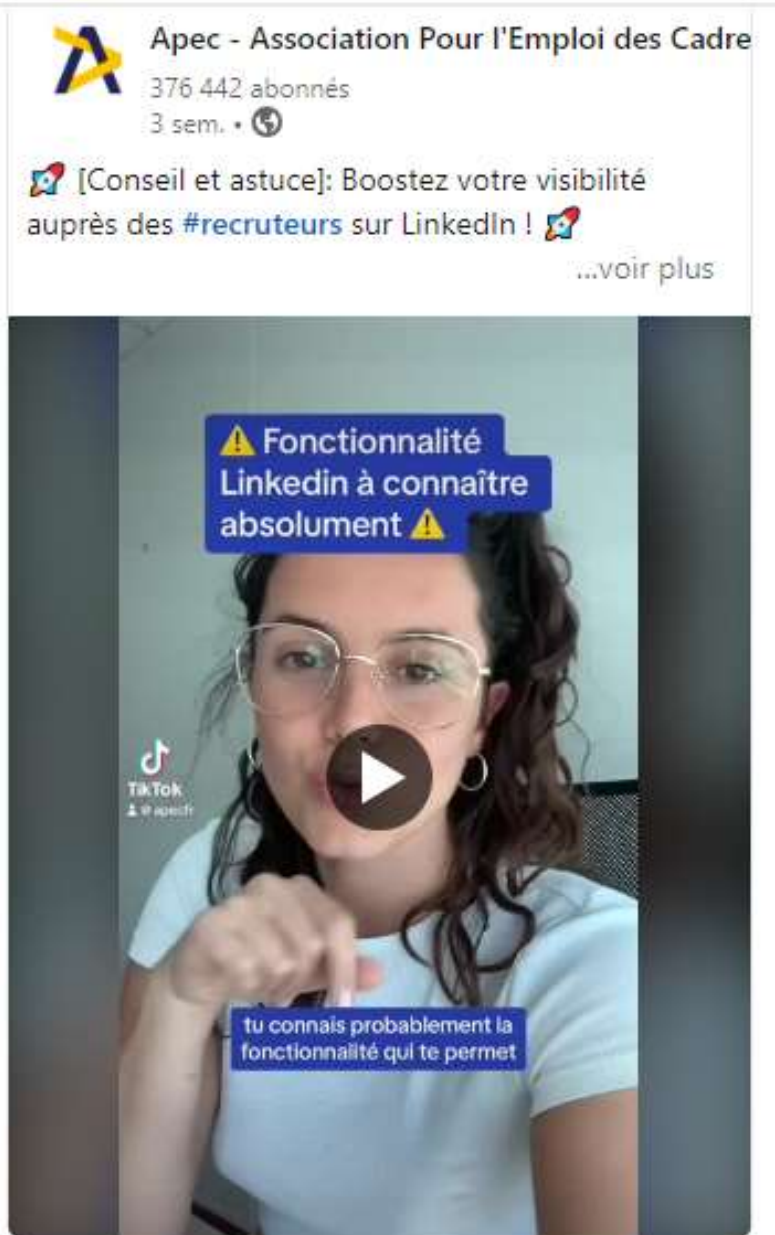 Apec - Association Pour l'Emploi des Cadre
376 442 abonnés
3 sem. •
🚀 [Conseil et astuce]: Boostez votre visibilité
auprès des #recruteurs sur LinkedIn ! 🚀
...voir plus
⚠️ Fonctionnalité
Linkedin à connaître
absolument ⚠️
TikTok
@ apecfr
tu connais probablement la
fonctionnalité qui te permet